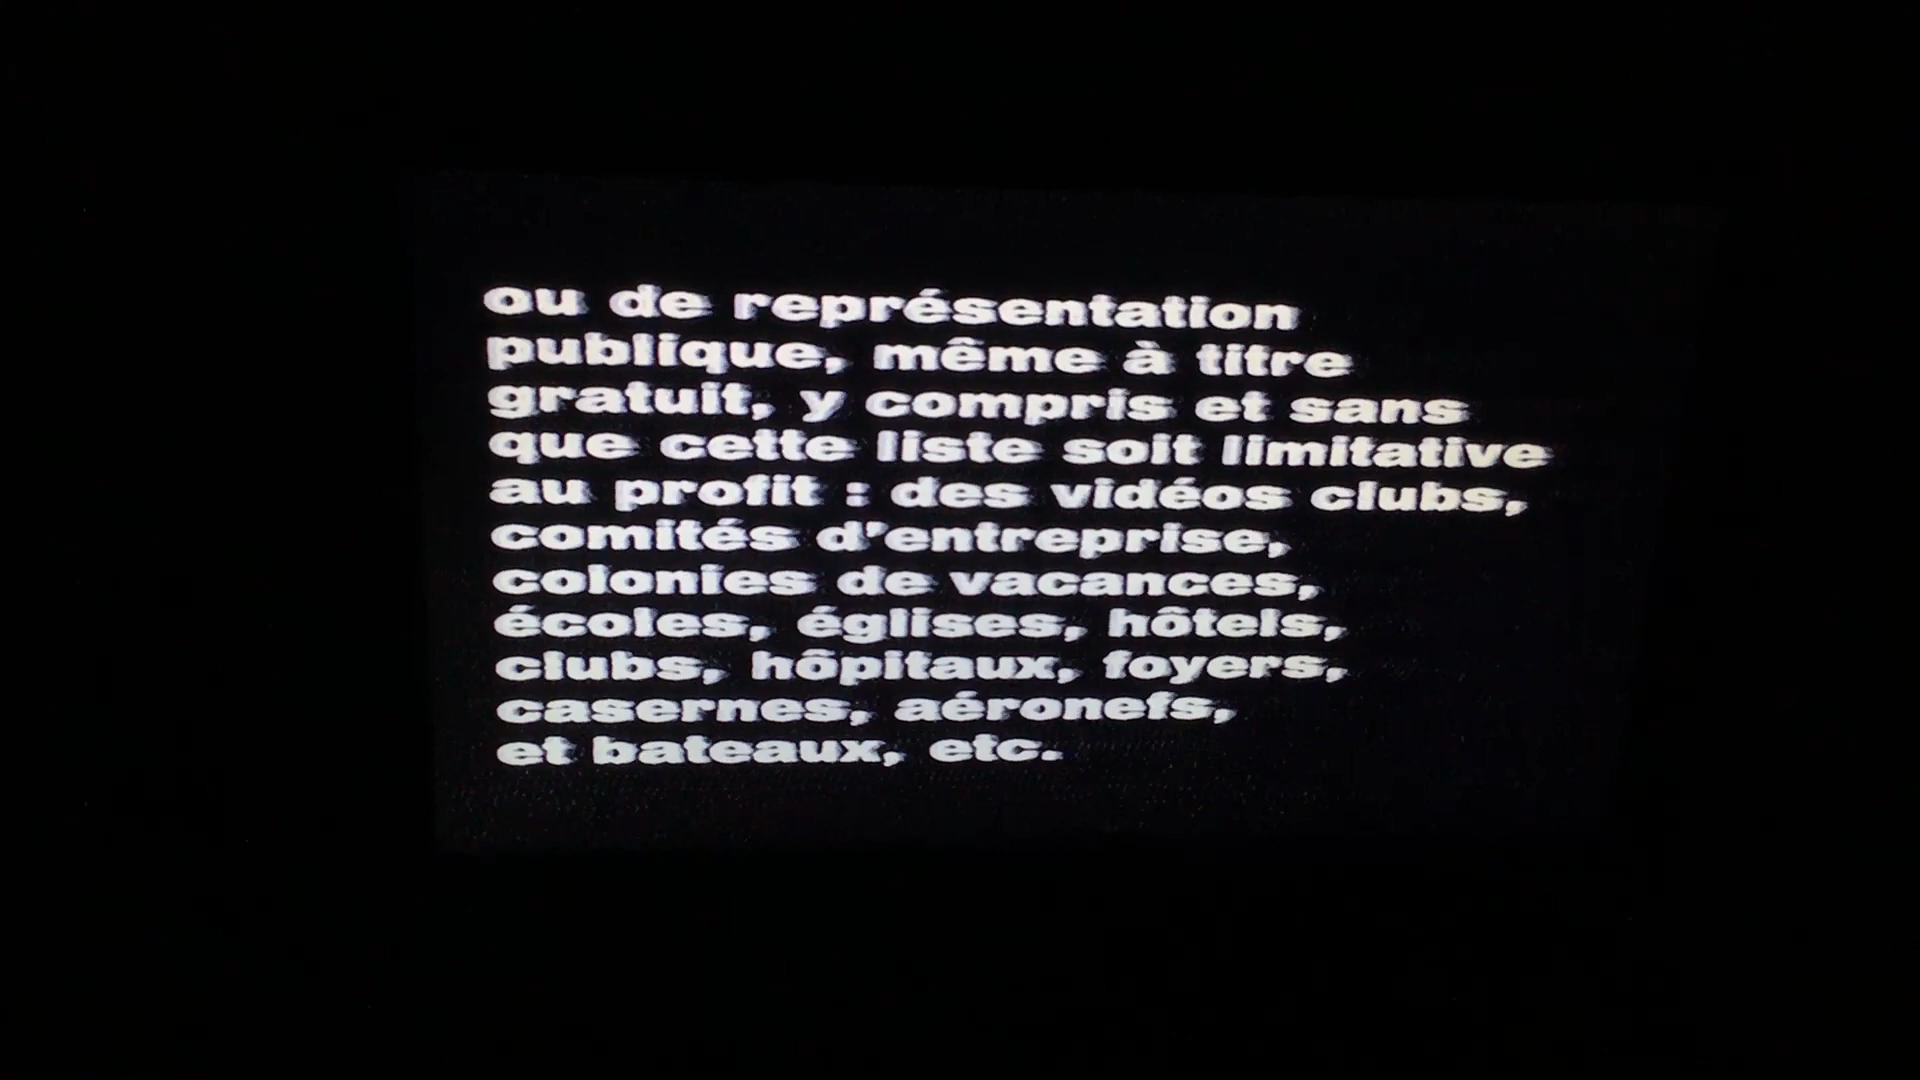 ou de représentation
publique, même à titre
gratuit, y compris et sans
que cette liste soit limitative
au profit : des vidéos clubs,
comités d'entreprise,
colonies de vacances,
écoles, églises, hôtels,
clubs, hôpitaux, foyers,
casernes, aéronefs,
et bateaux, etc.